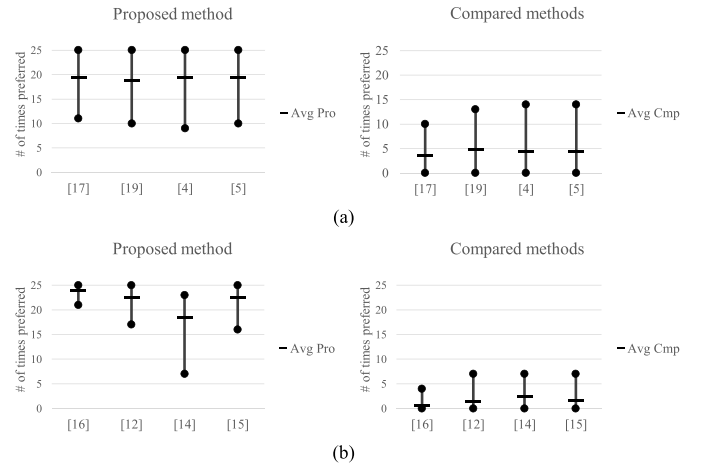 Proposed method
# of times preferred
25
20
15
10
5
0
[17] [19] [4] [5]
Avg Pro
Compared methods
# of times preferred
25
20
15
10
5
0
[17] [19] [4] [5]
Avg Cmp
(a)
Proposed method
# of times preferred
25
20
15
10
5
0
[16] [12] [14] [15]
Avg Pro
Compared methods
# of times preferred
25
20
15
10
5
0
[16] [12] [14] [15]
Avg Cmp
(b)